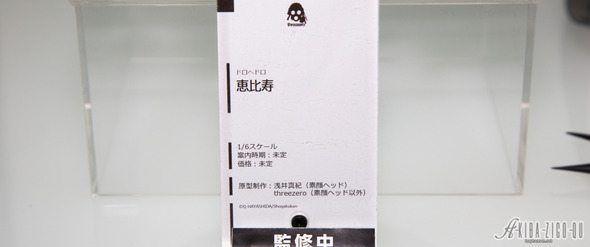 threezero
ドロヘドロ
恵比寿
1/6スケール
案内時期：未定
価格：未定
原型制作：浅井真紀（素顔ヘッド）
threezero（素顔ヘッド以外）
©Q-HAYASHIDA/Shogakukan
監修中
AKIBA-ZICO-OU